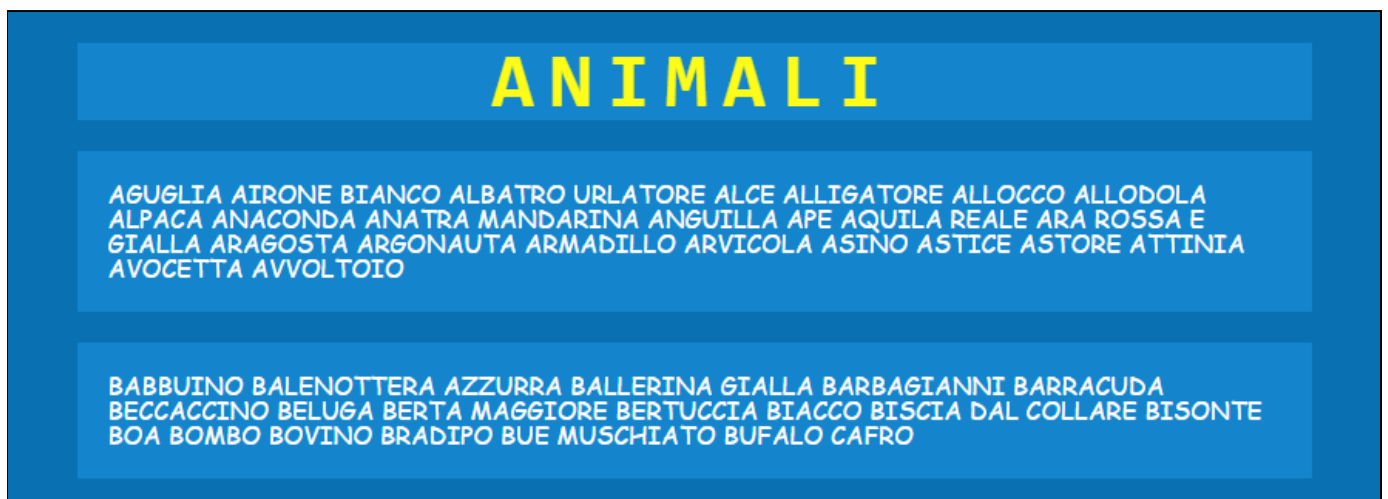 ANIMALI
AGUGLIA AIRONE BIANCO ALBATRO URLATORE ALCE ALLIGATORE ALLOCCO ALLODOLA
ALPACA ANACONDA ANATRA MANDARINA ANGUILLA APE AQUILA REALE ARA ROSSA E
GIALLA ARAGOSTA ARGONAUTA ARMADILLO ARVICOLA ASINO ASTICE ASTORE ATTINIA
AVOCETTA AVVOLTOIO
BABBUINO BALENOTTERA AZZURRA BALLERINA GIALLA BARBAGIANNI BARRACUDA
BECCACCINO BELUGA BERTA MAGGIORE BERTUCCIA BIACCO BISCIA DAL COLLARE BISONTE
BOA BOMBO BOVINO BRADIPO BUE MUSCHIATO BUFALO CAFRO